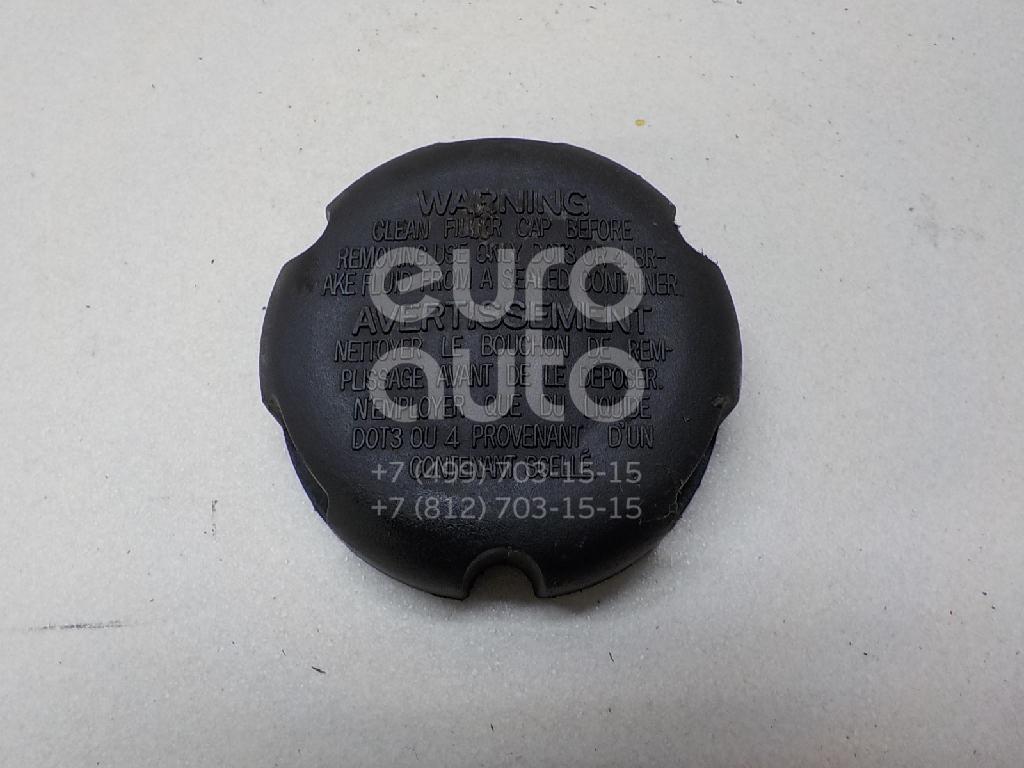 WARNING
CLEAN FILLER CAP BEFORE
REMOVING USE ONLY DOT3 OR 4 BR-
AKE FLUID FROM A SEALED CONTAINER.
AVERTISSEMENT
NETTOYER LE BOUCHON DE REM-
PLISSAGE AVANT DE LE DEPOSER.
N'EMPLOYER QUE DU LIQUIDE
DOT3 OU 4 PROVENANT D'UN
CONTENANT SCELLÉ
euro
auto
+7 (499) 703-15-15
+7 (812) 703-15-15